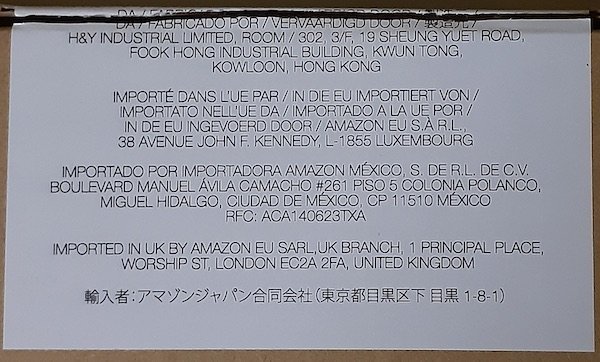 DA / FABRICADO POR / VERVAARDIGD DOOR / 製造元 /
H&Y INDUSTRIAL LIMITED, ROOM / 302, 3/F, 19 SHEUNG YUET ROAD,
FOOK HONG INDUSTRIAL BUILDING, KWUN TONG,
KOWLOON, HONG KONG
IMPORTÉ DANS L'UE PAR / IN DIE EU IMPORTIERT VON /
IMPORTATO NELL'UE DA / IMPORTADO A LA UE POR /
IN DE EU INGEVOERD DOOR / AMAZON EU S.À R.L.,
38 AVENUE JOHN F. KENNEDY, L-1855 LUXEMBOURG
IMPORTADO POR IMPORTADORA AMAZON MÉXICO, S. DE R.L. DE C.V.
BOULEVARD MANUEL ÁVILA CAMACHO #261 PISO 5 COLONIA POLANCO,
MIGUEL HIDALGO, CIUDAD DE MÉXICO, CP 11510 MÉXICO
RFC: ACA140623TXA
IMPORTED IN UK BY AMAZON EU SARL,UK BRANCH, 1 PRINCIPAL PLACE,
WORSHIP ST, LONDON EC2A 2FA, UNITED KINGDOM
輸入者：アマゾンジャパン合同会社（東京都目黒区下 目黒 1-8-1）